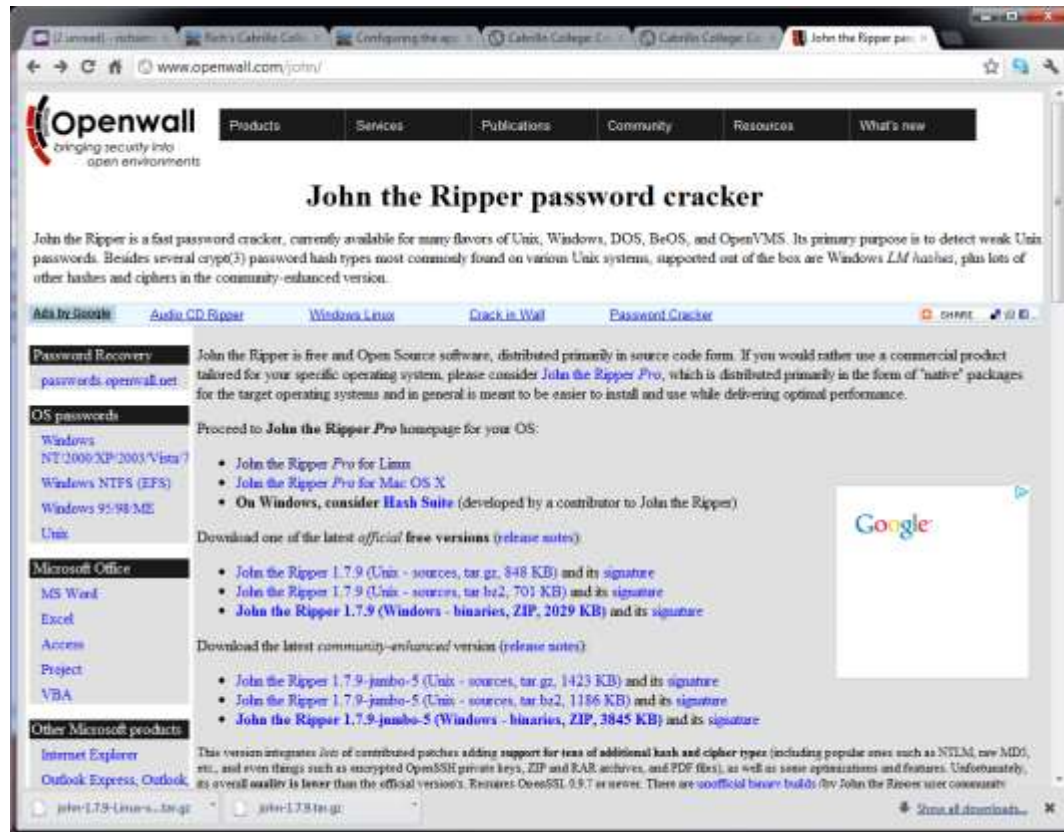 John the Ripper pas
www.openwall.com/john/
Openwall
bringing security into
open environments
Products Services Publications Community Resources What's new
John the Ripper password cracker
John the Ripper is a fast password cracker, currently available for many flavors of Unix, Windows, DOS, BeOS, and OpenVMS. Its primary purpose is to detect weak Unix
passwords. Besides several crypt(3) password hash types most commonly found on various Unix systems, supported out of the box are Windows LM hashes, plus lots of
other hashes and ciphers in the community-enhanced version.
Ads by Google Audio CD Ripper Windows Linux Crack in Wall Password Cracker SHARE
Password Recovery
passwords.openwall.net
OS passwords
Windows
NT/2000/XP/2003/Vista/7
Windows NTFS (EFS)
Windows 95/98/ME
Unix
Microsoft Office
MS Word
Excel
Access
Project
VBA
Other Microsoft products
Internet Explorer
Outlook Express, Outlook,
John the Ripper is free and Open Source software, distributed primarily in source code form. If you would rather use a commercial product
tailored for your specific operating system, please consider John the Ripper Pro, which is distributed primarily in the form of "native" packages
for the target operating systems and in general is meant to be easier to install and use while delivering optimal performance.
Proceed to John the Ripper Pro homepage for your OS:
• John the Ripper Pro for Linux
• John the Ripper Pro for Mac OS X
• On Windows, consider Hash Suite (developed by a contributor to John the Ripper)
Download one of the latest official free versions (release notes):
• John the Ripper 1.7.9 (Unix - sources, tar.gz, 848 KB) and its signature
• John the Ripper 1.7.9 (Unix - sources, tar.bz2, 701 KB) and its signature
• John the Ripper 1.7.9 (Windows - binaries, ZIP, 2029 KB) and its signature
Download the latest community-enhanced version (release notes):
• John the Ripper 1.7.9-jumbo-5 (Unix - sources, tar.gz, 1423 KB) and its signature
• John the Ripper 1.7.9-jumbo-5 (Unix - sources, tar.bz2, 1186 KB) and its signature
• John the Ripper 1.7.9-jumbo-5 (Windows - binaries, ZIP, 3845 KB) and its signature
This version integrates lots of contributed patches adding support for tens of additional hash and cipher types (including popular ones such as NTLM, raw MD5,
etc., and even things such as encrypted OpenSSH private keys, ZIP and RAR archives, and PDF files), as well as some optimizations and features. Unfortunately,
its overall quality is lower than the official version's. Requires OpenSSL 0.9.7 or newer. There are unofficial binary builds (by John the Ripper user community
Google
john-1.7.9-Linux-s....tar.gz
john-1.7.8.tar.gz
Show all downloads...